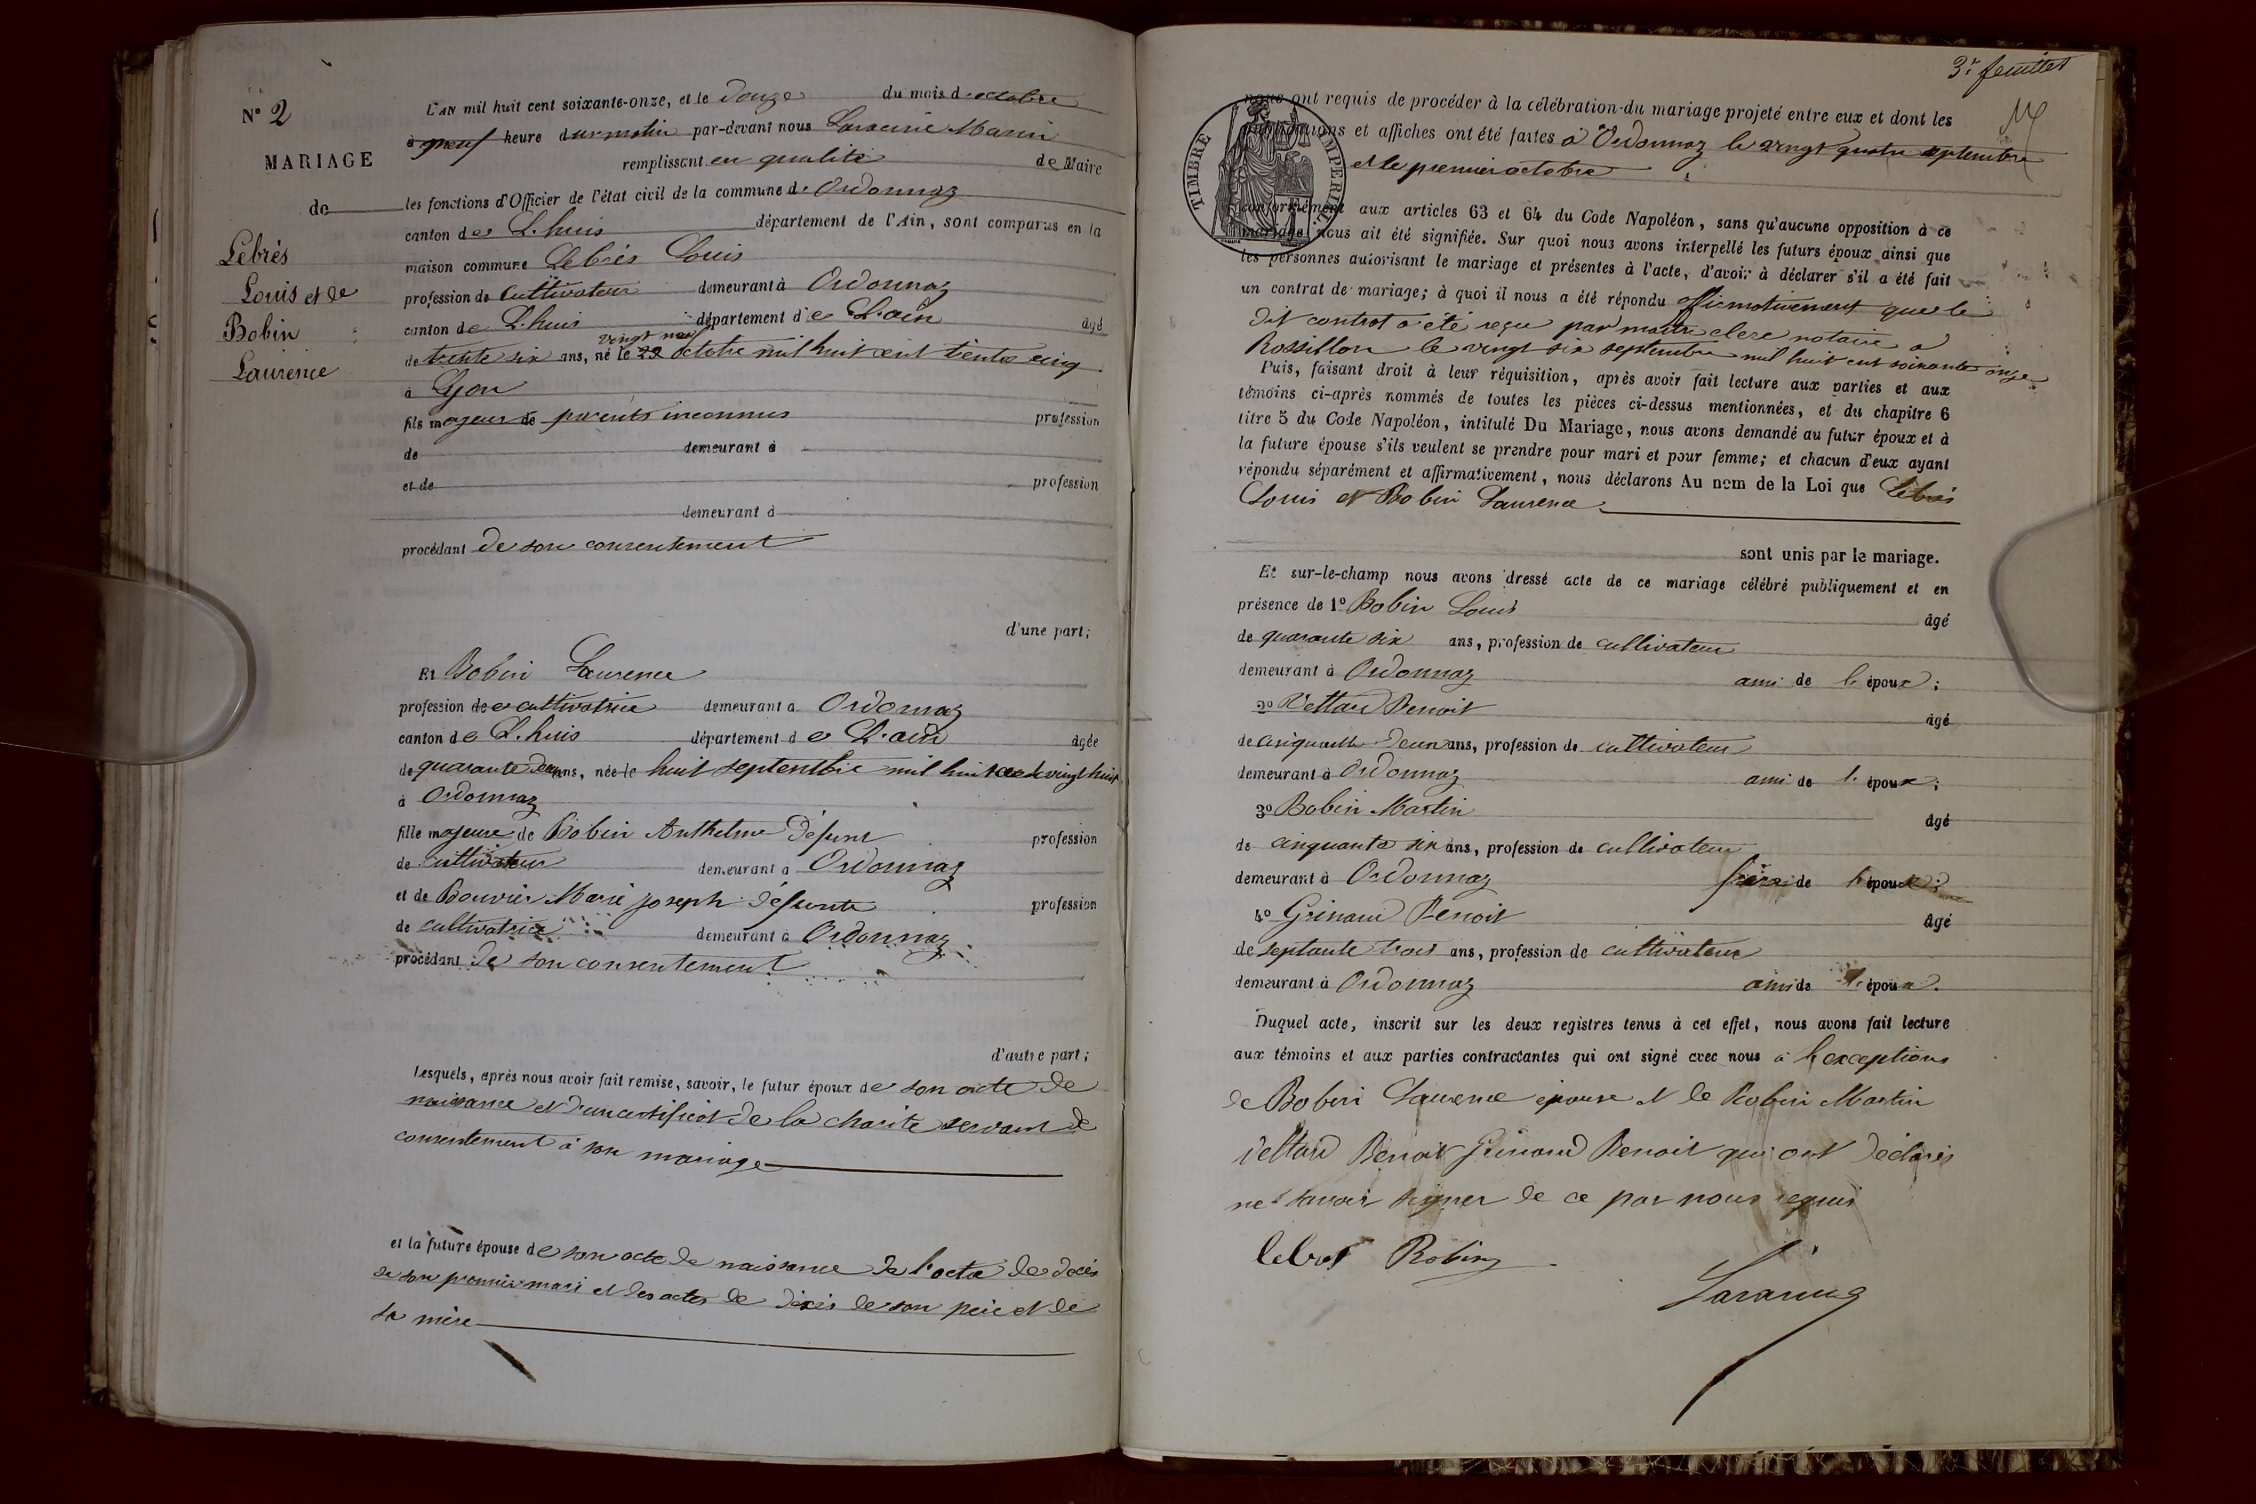 N° 2
MARIAGE
de
Lebrés
Louis et de
Bobin
Laurence
L'AN mil huit cent soixante-onze, et le douze du mois d'octobre
à neuf heure du matin par-devant nous Marin
remplissant en qualité de Maire
les fonctions d'Officier de l'état civil de la commune d'Ordonnaz
canton de L'huis département de l'Ain, sont comparus en la
maison commune Lebrés Louis
profession de cultivateur demeurant à Ordonnaz
canton de L'huis département de L'ain âgé
vingt neuf
de trente six ans, né le 29 octobre mil huit cent trente cinq
à Lyon
fils majeur de parents inconnus profession
de demeurant à
et de profession
demeurant à
procédant de son consentement
d'une part;
Et Bobin Laurence
profession de cultivatrice demeurant à Ordonnaz
canton de L'huis département de L'ain âgée
de quarante deux ans, née le huit septembre mil huit cent vingt huit
à Ordonnaz
fille majeure de Bobin Anthelme défunt profession
de cultivateur demeurant à Ordonnaz
et de Bouvier Marie joseph défunte profession
de cultivatrice demeurant à Ordonnaz
procédant de son consentement
d'autre part;
Lesquels, après nous avoir fait remise, savoir, le futur époux de son acte de
naissance et d'un certificat de la charité servant de
consentement à son mariage
et la future épouse de son acte de naissance de l'acte de décès
de son premier mari et des actes de décès de son père et de
sa mère
3e feuillet
TIMBRE IMPERIAL
nous ont requis de procéder à la célébration du mariage projeté entre eux et dont les
publications et affiches ont été faites à Ordonnaz le vingt quatre septembre
et le premier octobre
conformément aux articles 63 et 64 du Code Napoléon, sans qu'aucune opposition à ce
mariage nous ait été signifiée. Sur quoi nous avons interpellé les futurs époux ainsi que
les personnes autorisant le mariage et présentes à l'acte, d'avoir à déclarer s'il a été fait
un contrat de mariage; à quoi il nous a été répondu affirmativement que le
dit contrat a été reçu par maitre clerc notaire a
Rossillon le vingt six septembre mil huit cent soixante onze
Puis, faisant droit à leur réquisition, après avoir fait lecture aux parties et aux
témoins ci-après nommés de toutes les pièces ci-dessus mentionnées, et du chapitre 6
titre 5 du Code Napoléon, intitulé Du Mariage, nous avons demandé au futur époux et à
la future épouse s'ils veulent se prendre pour mari et pour femme; et chacun d'eux ayant
répondu séparément et affirmativement, nous déclarons Au nom de la Loi que Lebrés
Louis et Bobin Laurence
sont unis par le mariage.
Et sur-le-champ nous avons dressé acte de ce mariage célébré publiquement et en
présence de 1° Bobin Louis âgé
de quarante six ans, profession de cultivateur
demeurant à Ordonnaz ami de l'époux;
2° Vettard Benoit âgé
de cinquante deux ans, profession de cultivateur
demeurant à Ordonnaz ami de l'époux;
3° Bobin Martin âgé
de cinquante six ans, profession de cultivateur
demeurant à Ordonnaz frère de l'épouse;
4° Grinand Benoit âgé
de septante trois ans, profession de cultivateur
demeurant à Ordonnaz ami de l'époux.
Duquel acte, inscrit sur les deux registres tenus à cet effet, nous avons fait lecture
aux témoins et aux parties contractantes qui ont signé avec nous à l'exceptions
de Bobin Laurence épouse et de Bobin Martin
Vettard Benoit Grinand Benoit qui ont déclarés
ne savoir signer de ce par nous requis
lebres Bobin